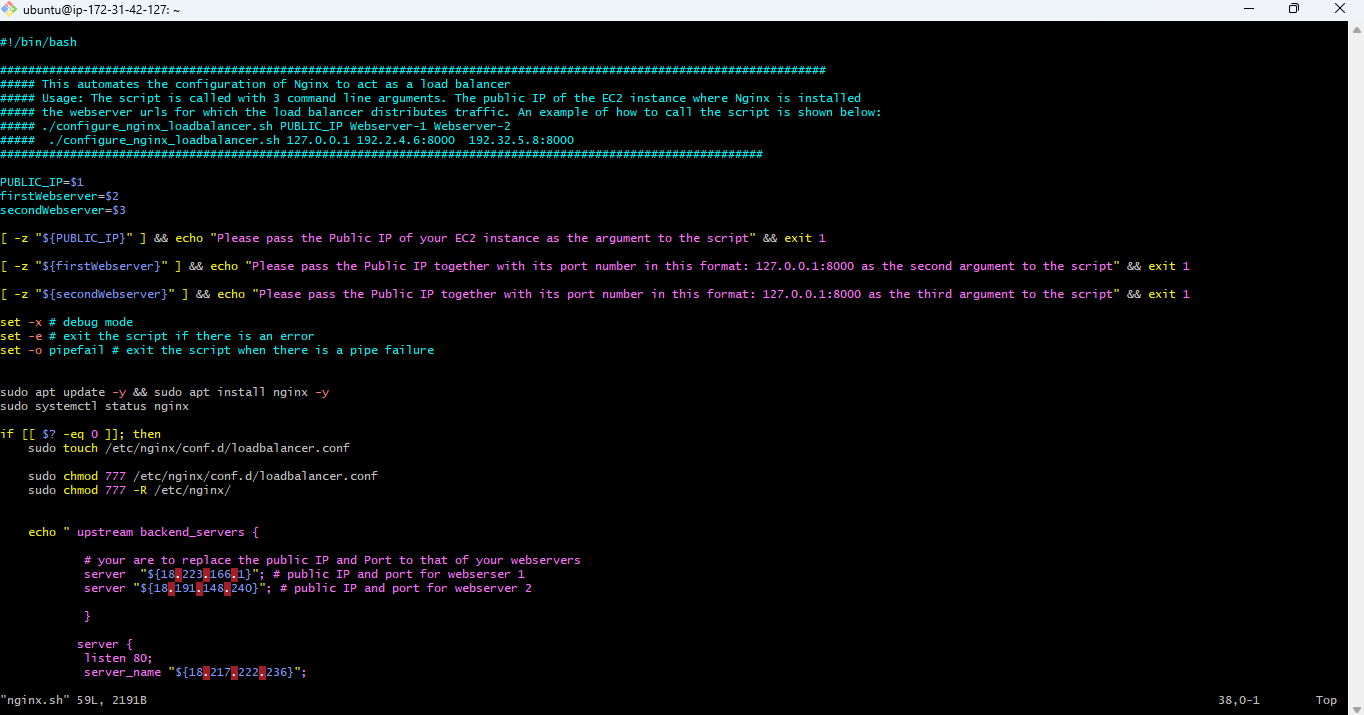 ubuntu@ip-172-31-42-127: ~
#!/bin/bash
######################################################################################################################
##### This automates the configuration of Nginx to act as a load balancer
##### Usage: The script is called with 3 command line arguments. The public IP of the EC2 instance where Nginx is installed
##### the webserver urls for which the load balancer distributes traffic. An example of how to call the script is shown below:
##### ./configure_nginx_loadbalancer.sh PUBLIC_IP Webserver-1 Webserver-2
#####  ./configure_nginx_loadbalancer.sh 127.0.0.1 192.2.4.6:8000  192.32.5.8:8000
#############################################################################################################
PUBLIC_IP=$1
firstWebserver=$2
secondWebserver=$3
[ -z "${PUBLIC_IP}" ] && echo "Please pass the Public IP of your EC2 instance as the argument to the script" && exit 1
[ -z "${firstWebserver}" ] && echo "Please pass the Public IP together with its port number in this format: 127.0.0.1:8000 as the second argument to the script" && exit 1
[ -z "${secondWebserver}" ] && echo "Please pass the Public IP together with its port number in this format: 127.0.0.1:8000 as the third argument to the script" && exit 1
set -x # debug mode
set -e # exit the script if there is an error
set -o pipefail # exit the script when there is a pipe failure
sudo apt update -y && sudo apt install nginx -y
sudo systemctl status nginx
if [[ $? -eq 0 ]]; then
    sudo touch /etc/nginx/conf.d/loadbalancer.conf
    sudo chmod 777 /etc/nginx/conf.d/loadbalancer.conf
    sudo chmod 777 -R /etc/nginx/
    echo " upstream backend_servers {
            # your are to replace the public IP and Port to that of your webservers
            server  "${18.223.166.1}"; # public IP and port for webserser 1
            server "${18.191.148.240}"; # public IP and port for webserver 2
            }
           server {
            listen 80;
            server_name "${18.217.222.236}";
"nginx.sh" 59L, 2191B 38,0-1 Top